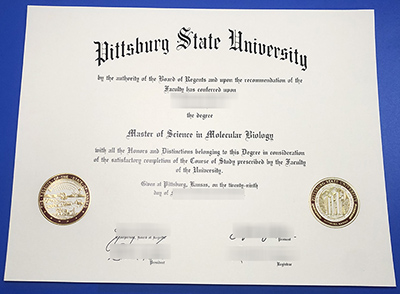 Pittsburg State University
by the authority of the Board of Regents and upon the recommendation of the
Faculty has conferred upon
the degree
Master of Science in Molecular Biology
with all the Honors and Distinctions belonging to this Degree in consideration
of the satisfactory completion of the Course of Study prescribed by the Faculty
of the University.
Given at Pittsburg, Kansas, on the twenty-ninth
day of
President
Registrar